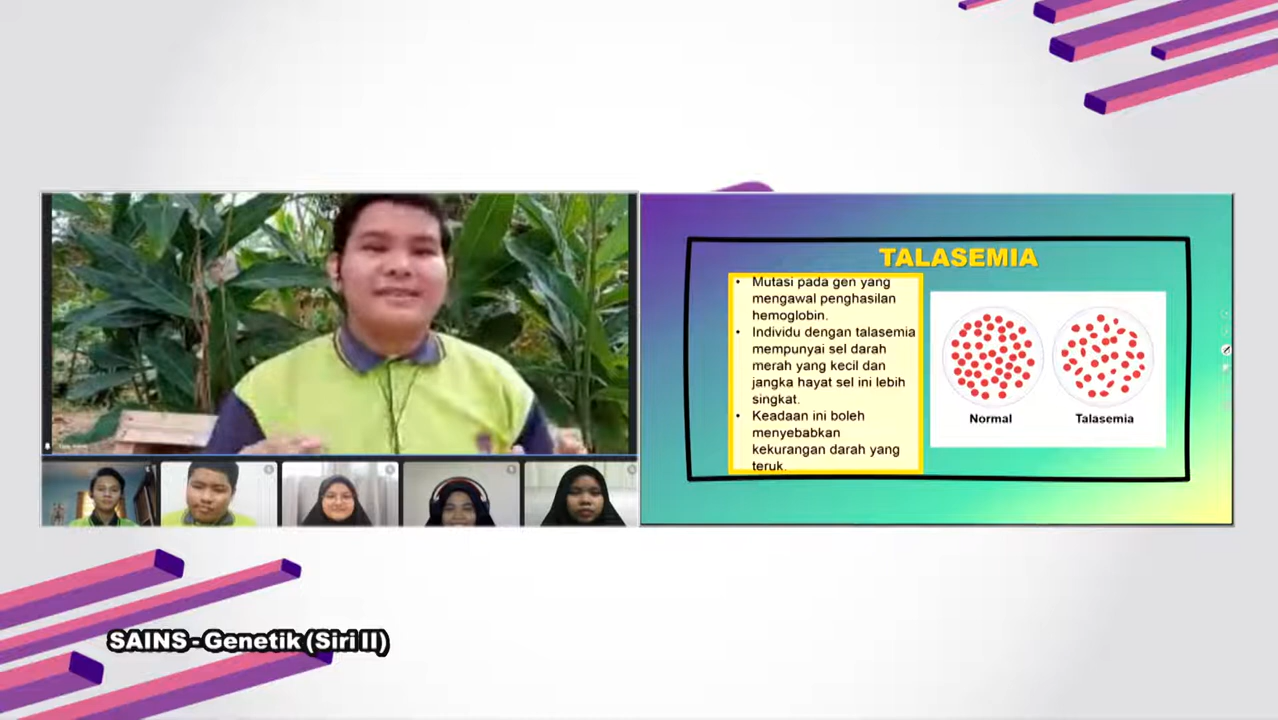 TALASEMIA
• Mutasi pada gen yang
mengawal penghasilan
hemoglobin.
• Individu dengan talasemia
mempunyai sel darah
merah yang kecil dan
jangka hayat sel ini lebih
singkat.
• Keadaan ini boleh
menyebabkan
kekurangan darah yang
teruk.
Normal
Talasemia
SAINS - Genetik (Siri II)